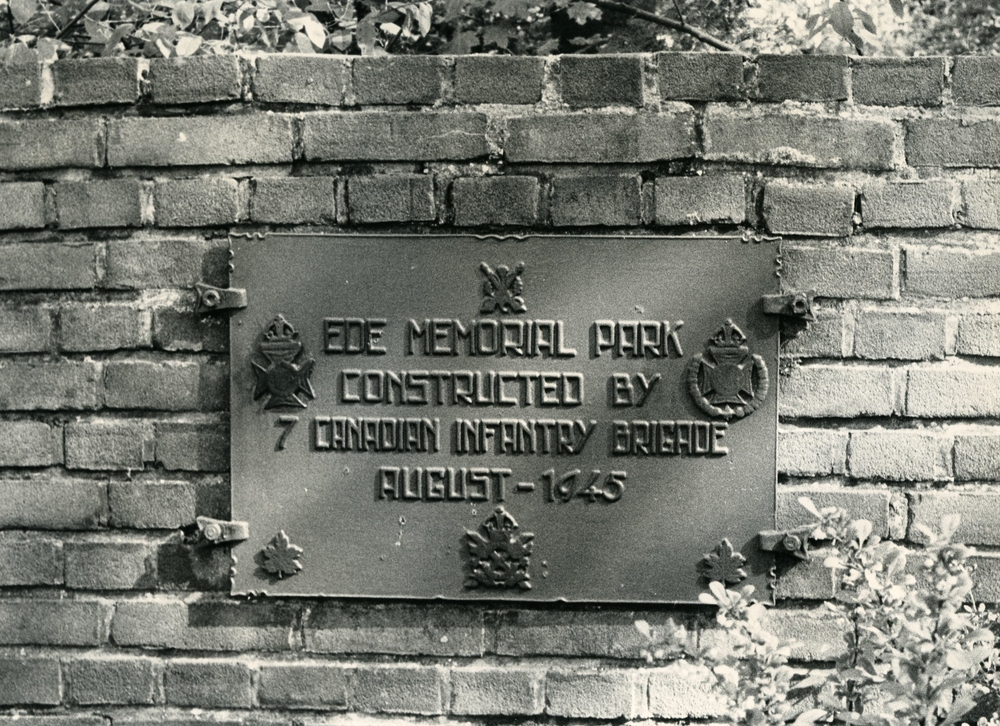 EDE MEMORIAL PARK
CONSTRUCTED BY
7 CANADIAN INFANTRY BRIGADE
AUGUST - 1945